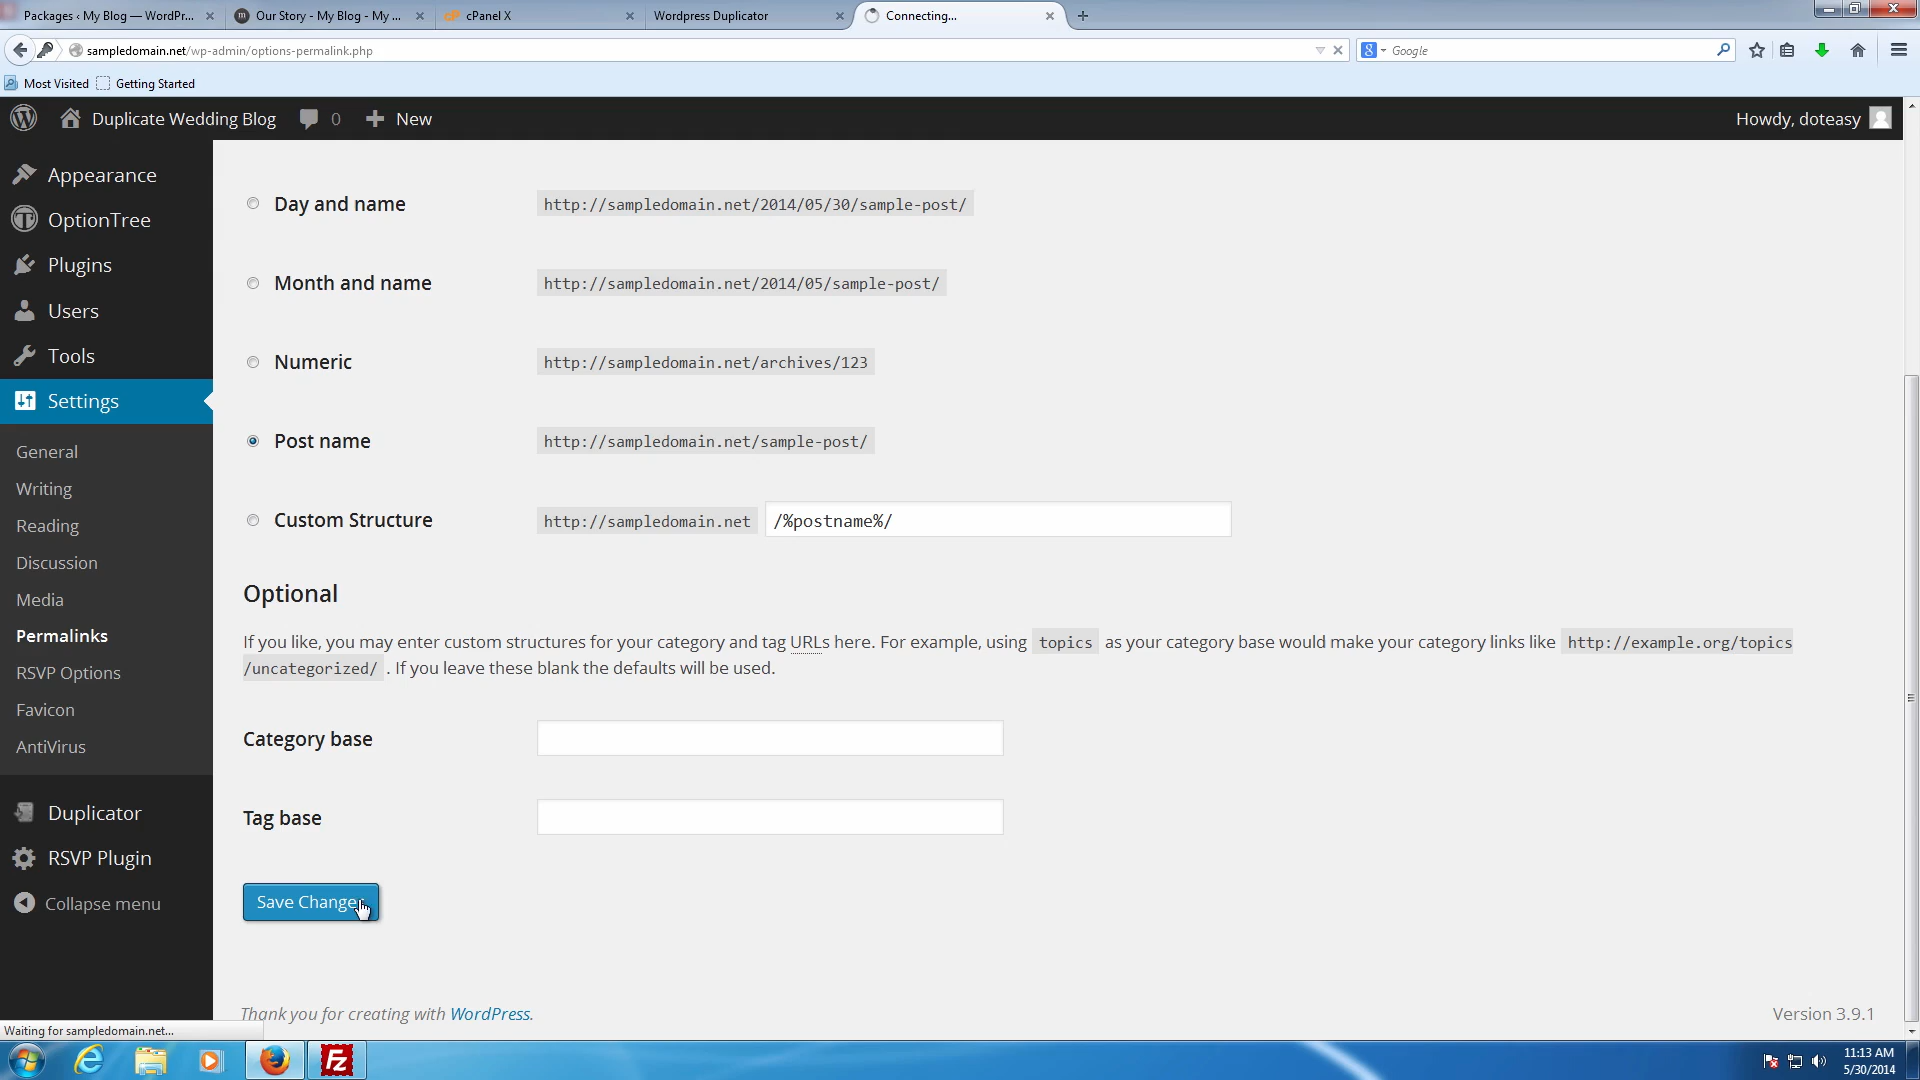 Packages ‹ My Blog — WordPr...
Our Story - My Blog - My ...
cPanel X
Wordpress Duplicator
Connecting...
sampledomain.net/wp-admin/options-permalink.php
Google
Most Visited
Getting Started
Duplicate Wedding Blog
0
New
Howdy, doteasy
Appearance
OptionTree
Plugins
Users
Tools
Settings
General
Writing
Reading
Discussion
Media
Permalinks
RSVP Options
Favicon
AntiVirus
Duplicator
RSVP Plugin
Collapse menu
Day and name
http://sampledomain.net/2014/05/30/sample-post/
Month and name
http://sampledomain.net/2014/05/sample-post/
Numeric
http://sampledomain.net/archives/123
Post name
http://sampledomain.net/sample-post/
Custom Structure
http://sampledomain.net
/%postname%/
Optional
If you like, you may enter custom structures for your category and tag URLs here. For example, using topics as your category base would make your category links like http://example.org/topics
/uncategorized/ . If you leave these blank the defaults will be used.
Category base
Tag base
Save Change
Thank you for creating with WordPress.
Version 3.9.1
Waiting for sampledomain.net...
11:13 AM
5/30/2014